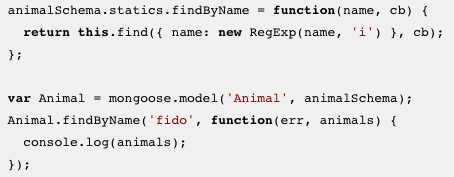 animalSchema.statics.findByName = function(name, cb) {
  return this.find({ name: new RegExp(name, 'i') }, cb);
};

var Animal = mongoose.model('Animal', animalSchema);
Animal.findByName('fido', function(err, animals) {
  console.log(animals);
});